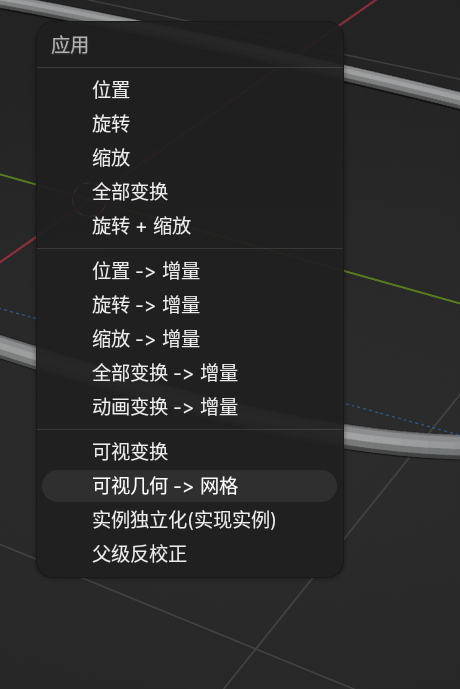 应用
位置
旋转
缩放
全部变换
旋转 + 缩放
位置 -> 增量
旋转 -> 增量
缩放 -> 增量
全部变换 -> 增量
动画变换 -> 增量
可视变换
可视几何 -> 网格
实例独立化(实现实例)
父级反校正